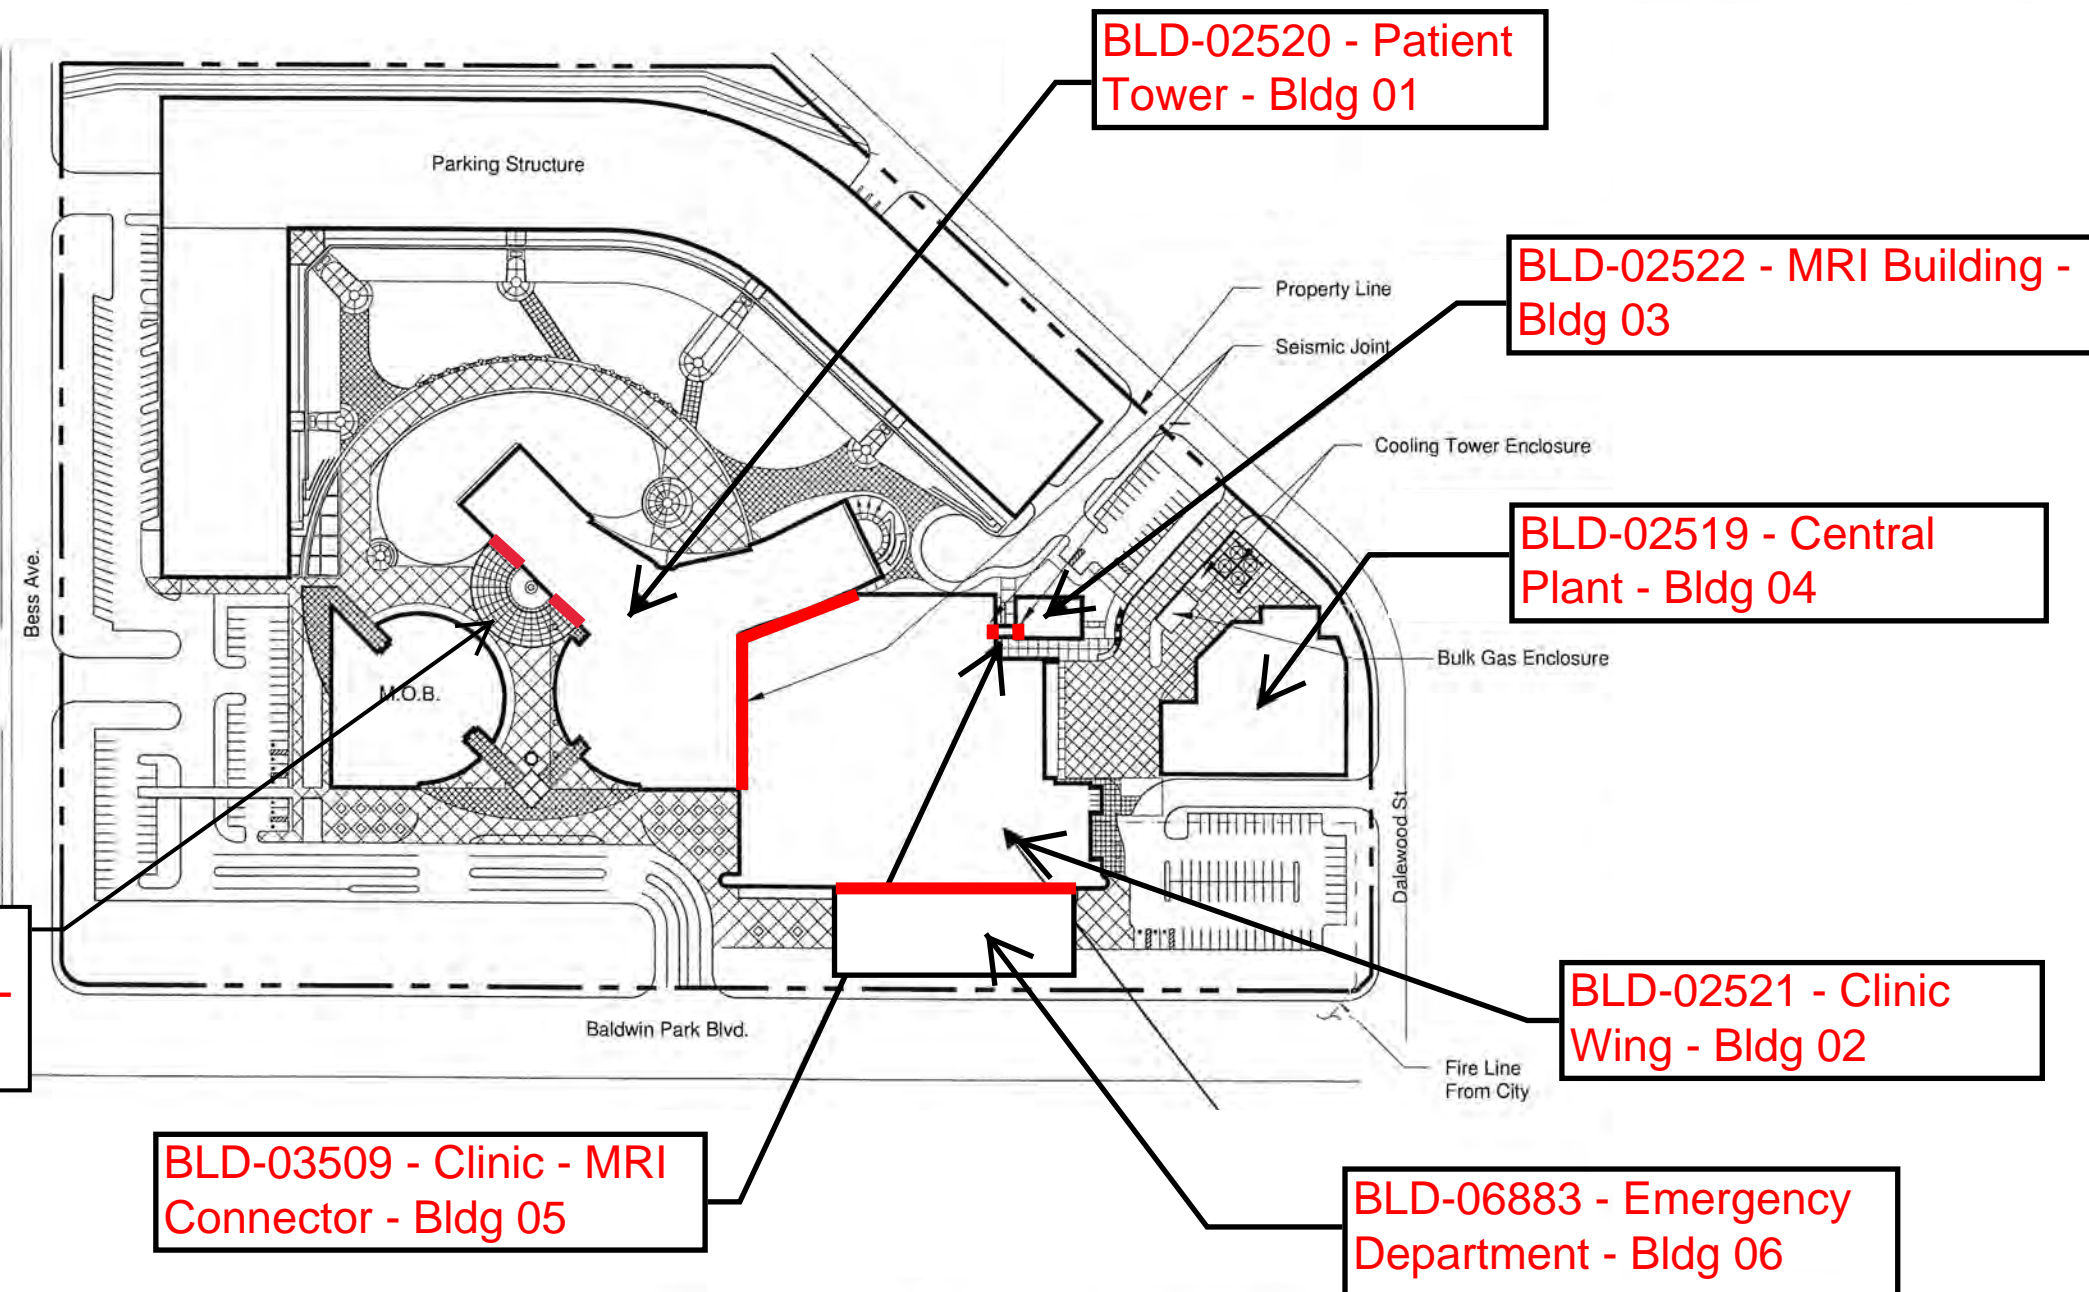 BLD-02520 - Patient
Tower - Bldg 01
Parking Structure
BLD-02522 - MRI Building -
Bldg 03
Property Line
Seismic Joint
Cooling Tower Enclosure
BLD-02519 - Central
Plant - Bldg 04
Bess Ave.
Bulk Gas Enclosure
M.O.B.
Dalewood St
-
BLD-02521 - Clinic
Wing - Bldg 02
Baldwin Park Blvd.
Fire Line
From City
BLD-03509 - Clinic - MRI
Connector - Bldg 05
BLD-06883 - Emergency
Department - Bldg 06